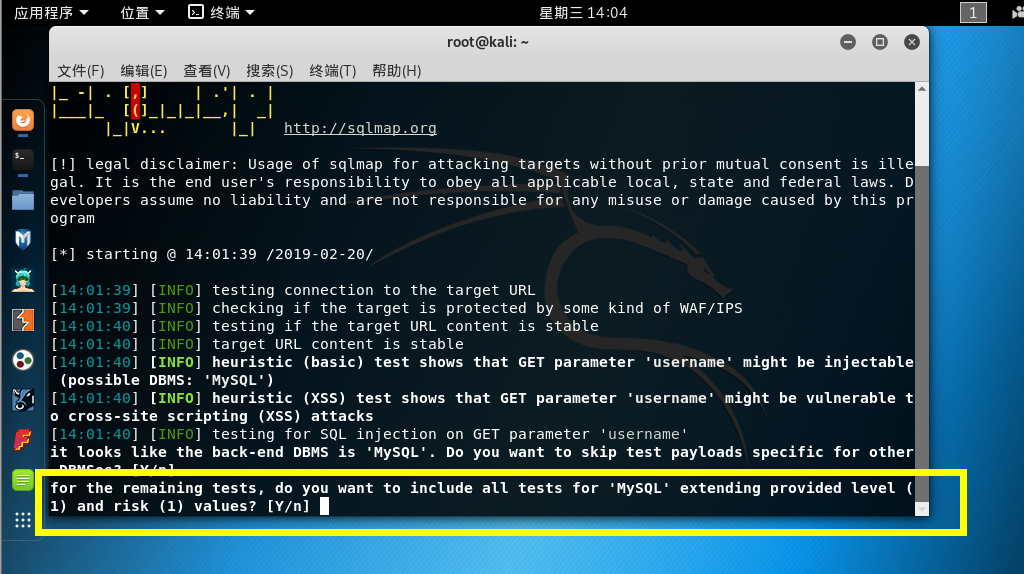 应用程序 位置 终端 星期三 14:04 1
root@kali: ~
文件(F) 编辑(E) 查看(V) 搜索(S) 终端(T) 帮助(H)
|_ -| . [,]     | .'| . |
|___|_  [(]_|_|_|__,|  _|
      |_|V...       |_|   http://sqlmap.org
[!] legal disclaimer: Usage of sqlmap for attacking targets without prior mutual consent is ille
gal. It is the end user's responsibility to obey all applicable local, state and federal laws. D
evelopers assume no liability and are not responsible for any misuse or damage caused by this pr
ogram
[*] starting @ 14:01:39 /2019-02-20/
[14:01:39] [INFO] testing connection to the target URL
[14:01:39] [INFO] checking if the target is protected by some kind of WAF/IPS
[14:01:40] [INFO] testing if the target URL content is stable
[14:01:40] [INFO] target URL content is stable
[14:01:40] [INFO] heuristic (basic) test shows that GET parameter 'username' might be injectable
(possible DBMS: 'MySQL')
[14:01:40] [INFO] heuristic (XSS) test shows that GET parameter 'username' might be vulnerable t
o cross-site scripting (XSS) attacks
[14:01:40] [INFO] testing for SQL injection on GET parameter 'username'
it looks like the back-end DBMS is 'MySQL'. Do you want to skip test payloads specific for other
DBMSes? [Y/n]
for the remaining tests, do you want to include all tests for 'MySQL' extending provided level (
1) and risk (1) values? [Y/n]